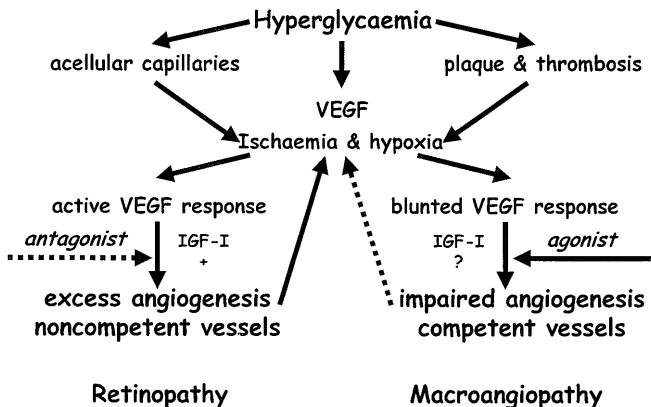 Hyperglycaemia
acellular capillaries
plaque & thrombosis
VEGF
Ischaemia & hypoxia
active VEGF response
blunted VEGF response
antagonist
IGF-I
+
IGF-I
?
agonist
excess angiogenesis
noncompetent vessels
impaired angiogenesis
competent vessels
Retinopathy
Macroangiopathy